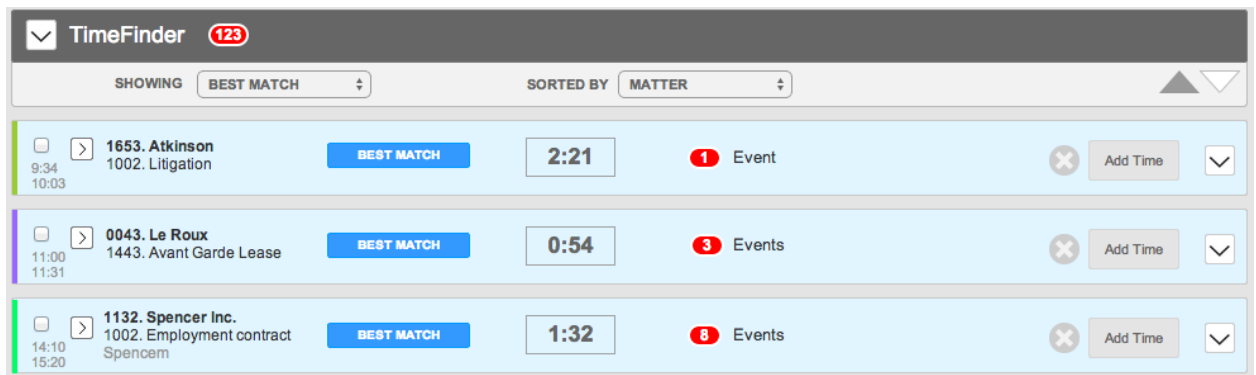 TimeFinder 123
SHOWING BEST MATCH SORTED BY MATTER
1653. Atkinson
1002. Litigation
9:34
10:03
BEST MATCH
2:21
1 Event
Add Time
0043. Le Roux
1443. Avant Garde Lease
11:00
11:31
BEST MATCH
0:54
3 Events
Add Time
1132. Spencer Inc.
1002. Employment contract
Spencem
14:10
15:20
BEST MATCH
1:32
8 Events
Add Time